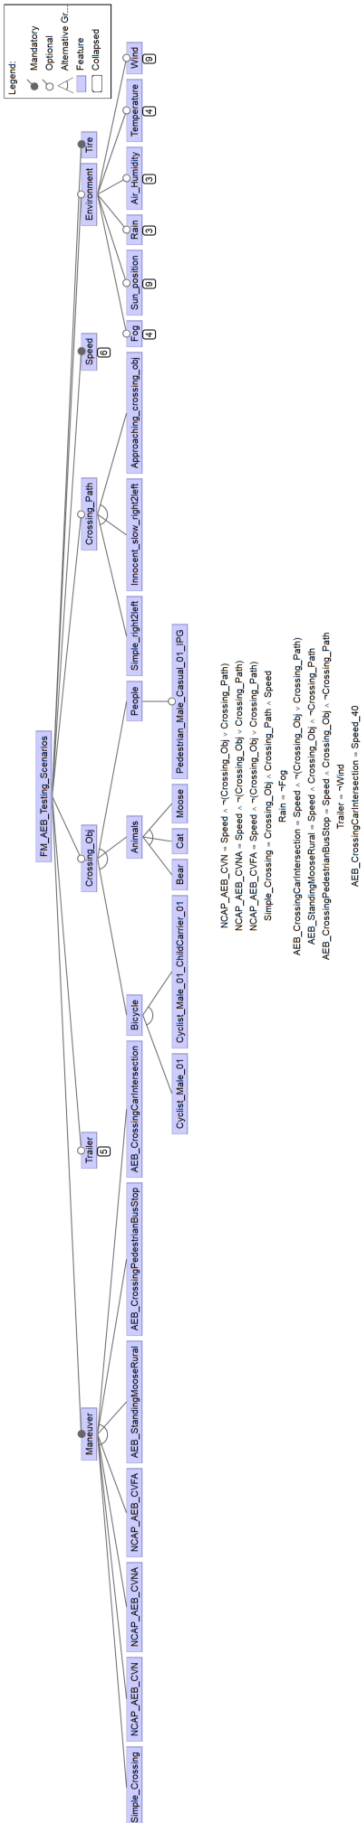 Legend:
Mandatory
Optional
Alternative Gr...
Feature
Collapsed
FM_AEB_Testing_Scenarios
Maneuver
Trailer
5
Crossing_Obj
Crossing_Path
Speed
6
Environment
Tire
Simple_Crossing
NCAP_AEB_CVN
NCAP_AEB_CVNA
NCAP_AEB_CVFA
AEB_StandingMooseRural
AEB_CrossingPedestrianBusStop
AEB_CrossingCarIntersection
Bicycle
Animals
People
Simple_right2left
Innocent_slow_right2left
Approaching_crossing_obj
Fog
4
Sun_position
9
Rain
3
Air_Humidity
3
Temperature
4
Wind
9
Cyclist_Male_01
Cyclist_Male_01_ChildCarrier_01
Bear
Cat
Moose
Pedestrian_Male_Casual_01_IPG
NCAP_AEB_CVN ⇒ Speed ∧ ¬(Crossing_Obj ∨ Crossing_Path)
NCAP_AEB_CVNA ⇒ Speed ∧ ¬(Crossing_Obj ∨ Crossing_Path)
NCAP_AEB_CVFA ⇒ Speed ∧ ¬(Crossing_Obj ∨ Crossing_Path)
Simple_Crossing ⇒ Crossing_Obj ∧ Crossing_Path ∧ Speed
Rain ⇒ ¬Fog
AEB_CrossingCarIntersection ⇒ Speed ∧ ¬(Crossing_Obj ∨ Crossing_Path)
AEB_StandingMooseRural ⇒ Speed ∧ Crossing_Obj ∧ ¬Crossing_Path
AEB_CrossingPedestrianBusStop ⇒ Speed ∧ Crossing_Obj ∧ ¬Crossing_Path
Trailer ⇒ ¬Wind
AEB_CrossingCarIntersection ⇒ Speed_40